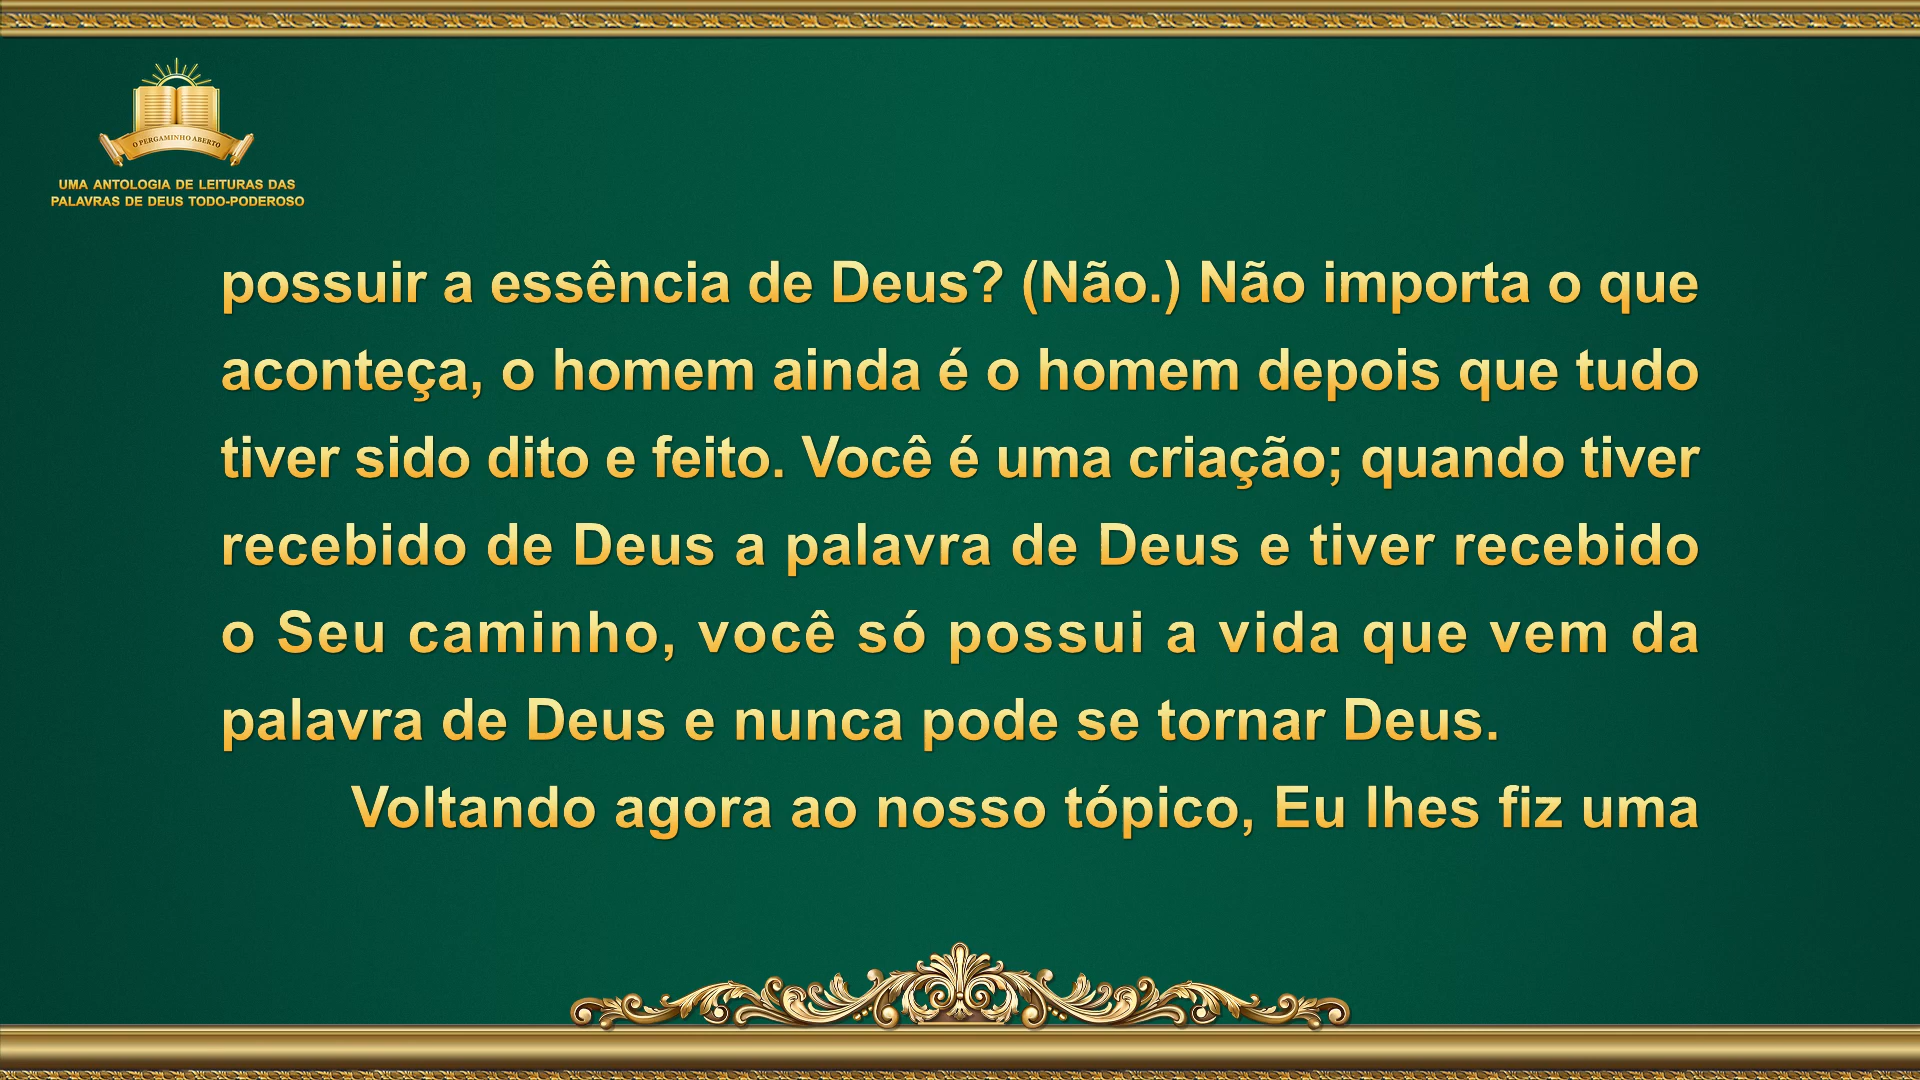 O PERGAMINHO ABERTO
UMA ANTOLOGIA DE LEITURAS DAS
PALAVRAS DE DEUS TODO-PODEROSO
possuir a essência de Deus? (Não.) Não importa o que
aconteça, o homem ainda é o homem depois que tudo
tiver sido dito e feito. Você é uma criação; quando tiver
recebido de Deus a palavra de Deus e tiver recebido
o Seu caminho, você só possui a vida que vem da
palavra de Deus e nunca pode se tornar Deus.
Voltando agora ao nosso tópico, Eu lhes fiz uma